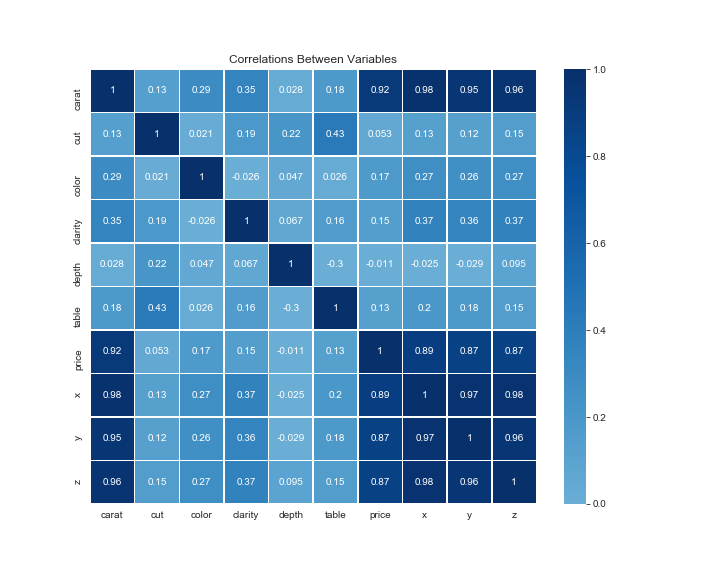 Correlations Between Variables
carat 1 0.13 0.29 0.35 0.028 0.18 0.92 0.98 0.95 0.96
cut 0.13 1 0.021 0.19 0.22 0.43 0.053 0.13 0.12 0.15
color 0.29 0.021 1 -0.026 0.047 0.026 0.17 0.27 0.26 0.27
clarity 0.35 0.19 -0.026 1 0.067 0.16 0.15 0.37 0.36 0.37
depth 0.028 0.22 0.047 0.067 1 -0.3 -0.011 -0.025 -0.029 0.095
table 0.18 0.43 0.026 0.16 -0.3 1 0.13 0.2 0.18 0.15
price 0.92 0.053 0.17 0.15 -0.011 0.13 1 0.89 0.87 0.87
x 0.98 0.13 0.27 0.37 -0.025 0.2 0.89 1 0.97 0.98
y 0.95 0.12 0.26 0.36 -0.029 0.18 0.87 0.97 1 0.96
z 0.96 0.15 0.27 0.37 0.095 0.15 0.87 0.98 0.96 1
carat cut color clarity depth table price x y z
1.0
0.8
0.6
0.4
0.2
0.0